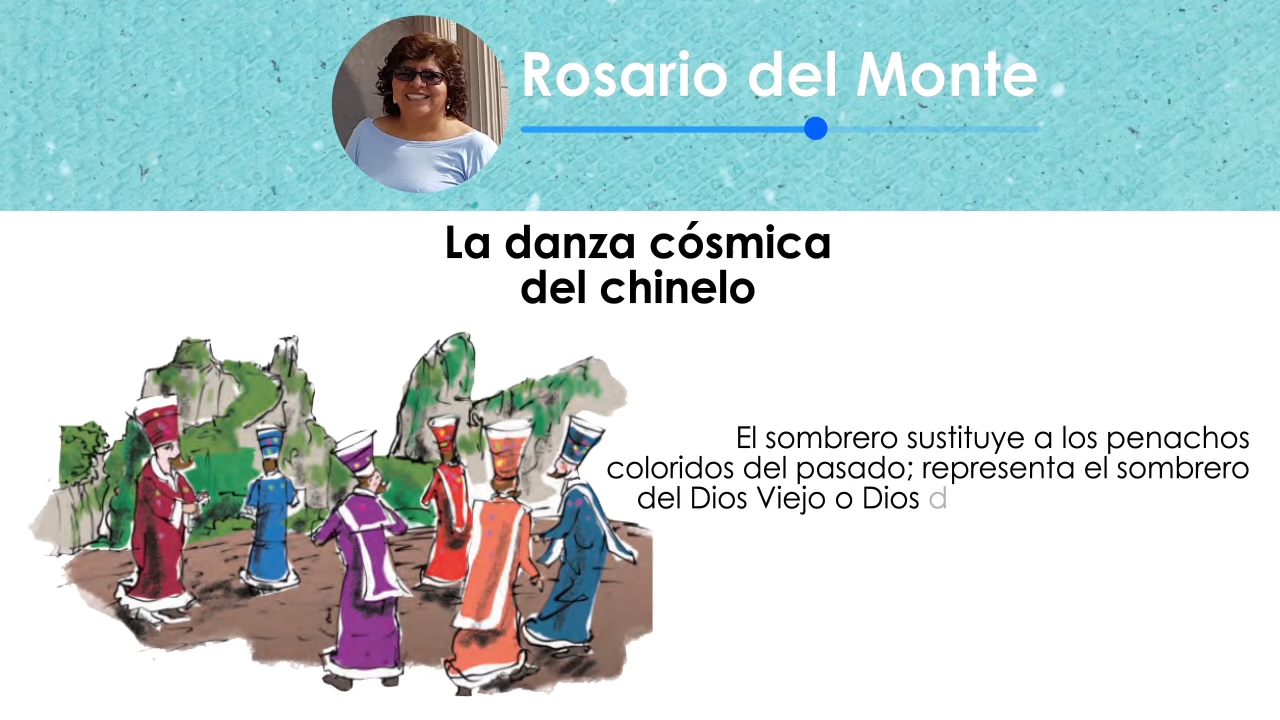 Rosario del Monte
La danza cósmica
del chinelo
El sombrero sustituye a los penachos
coloridos del pasado; representa el sombrero
del Dios Viejo o Dios d